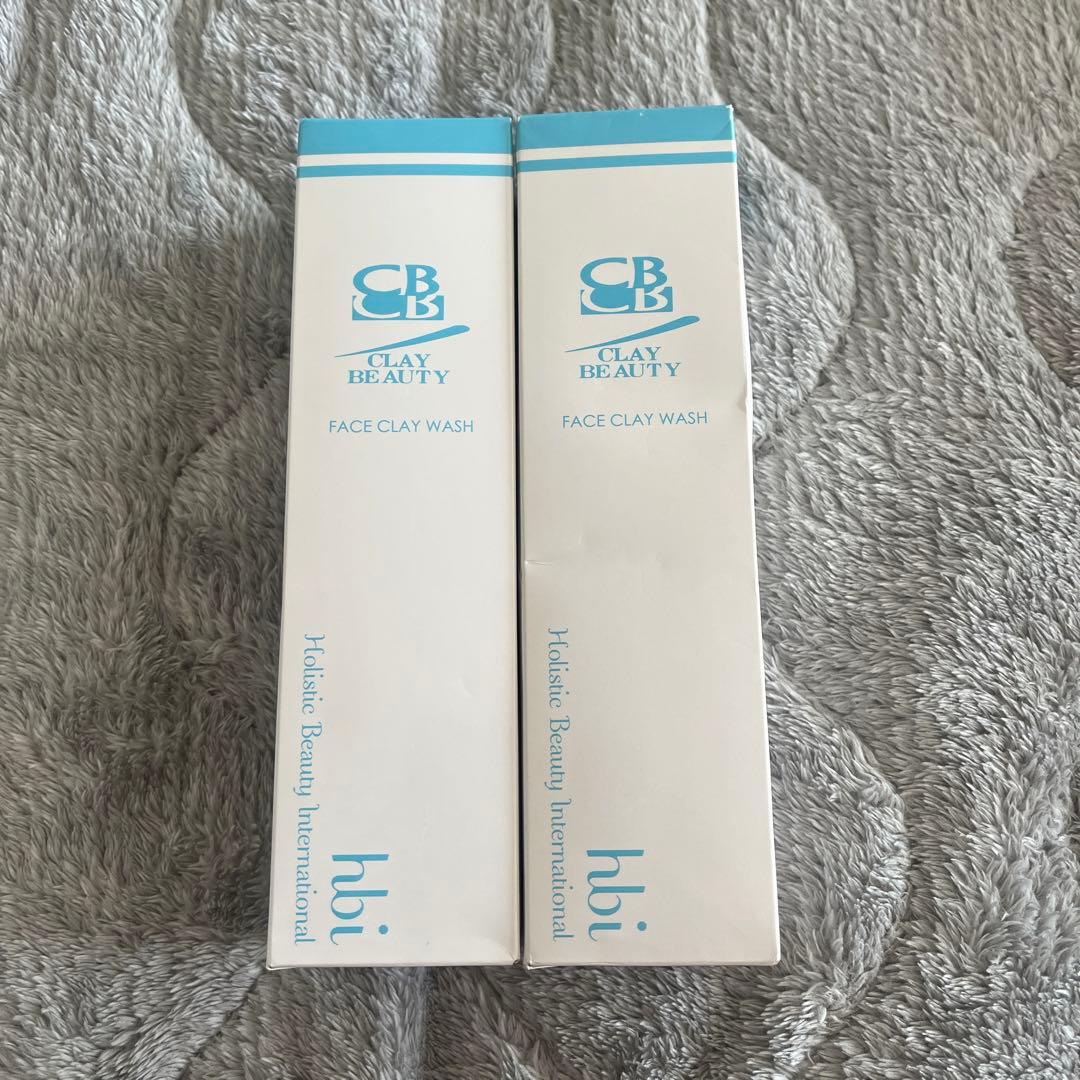 CB
CLAY
BEAUTY
FACE CLAY WASH
Holistic Beauty International
hbi
CB
CLAY
BEAUTY
FACE CLAY WASH
Holistic Beauty International
hbi